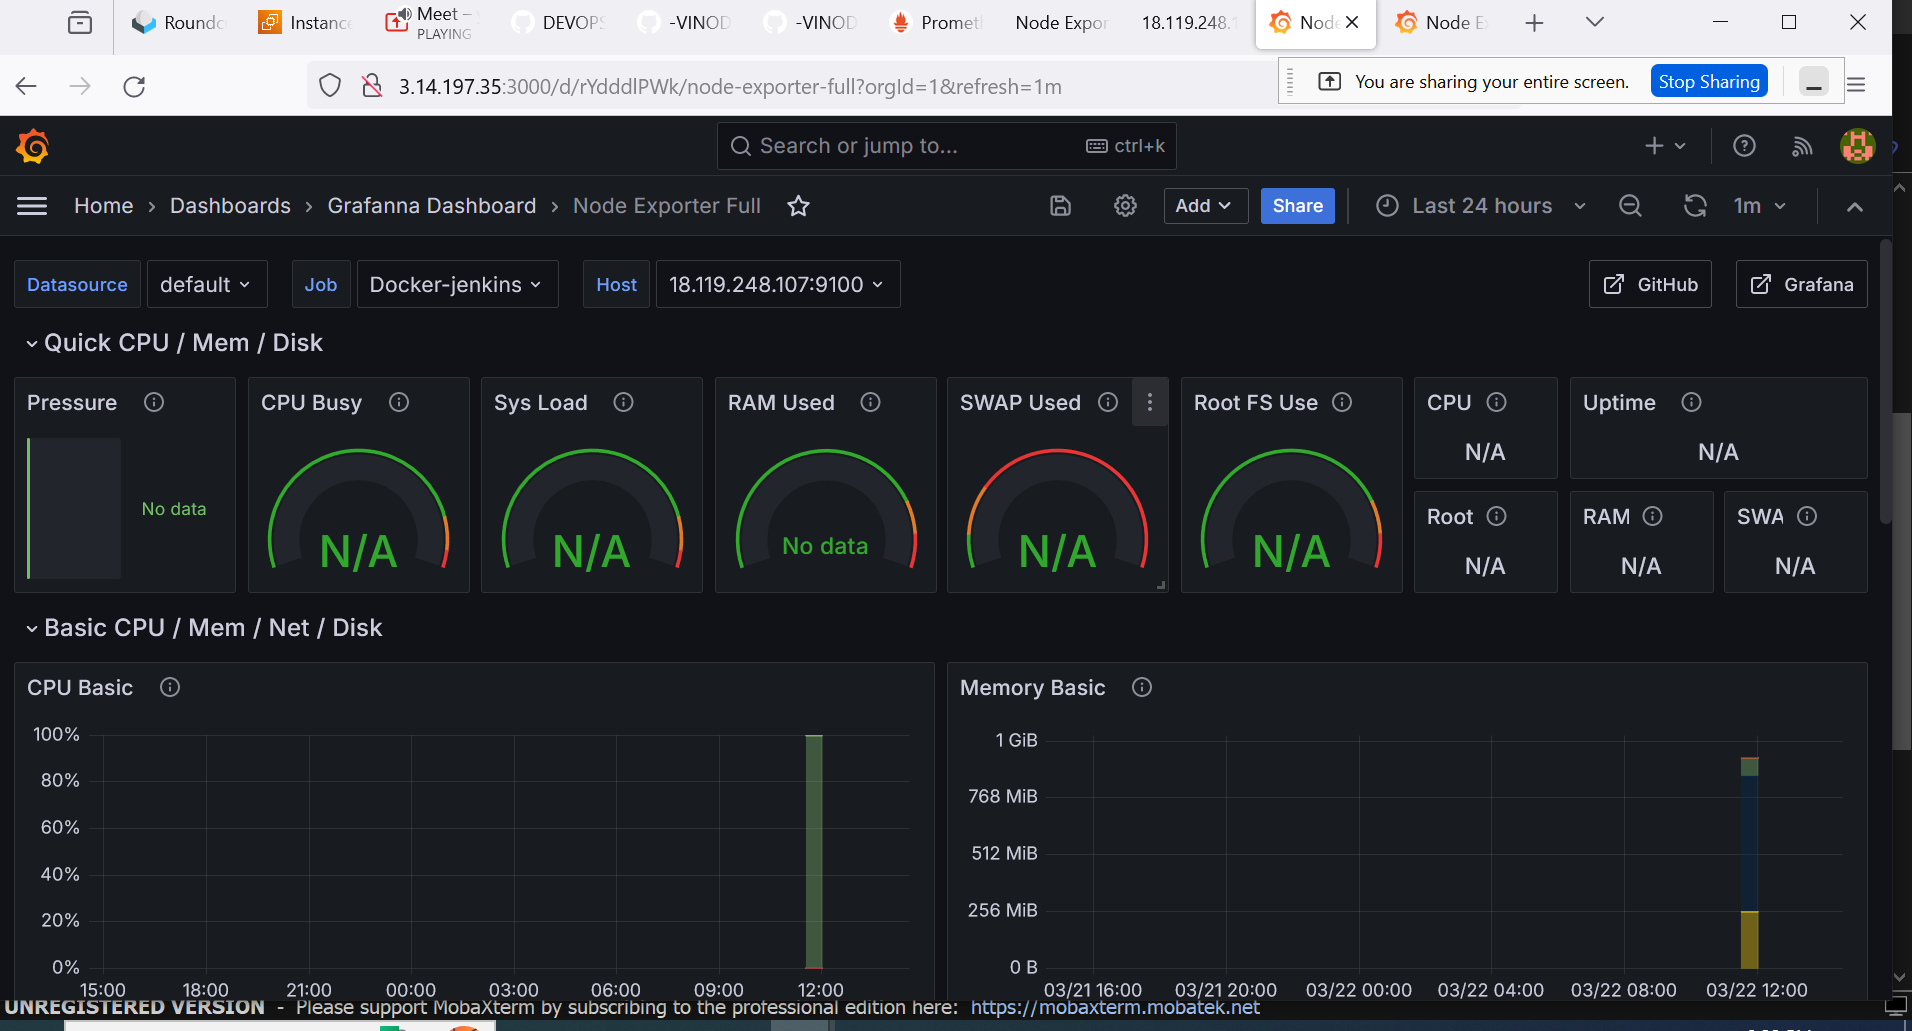 Roundc Instance Meet – DEVOPS -VINOD -VINOD Prometh Node Expor 18.119.248.1 Node Node Ex
PLAYING
3.14.197.35:3000/d/rYdddlPWk/node-exporter-full?orgId=1&refresh=1m
You are sharing your entire screen. Stop Sharing
Search or jump to... ctrl+k
Home › Dashboards › Grafanna Dashboard › Node Exporter Full
Add Share Last 24 hours 1m
Datasource default Job Docker-jenkins Host 18.119.248.107:9100 GitHub Grafana
Quick CPU / Mem / Disk
Pressure CPU Busy Sys Load RAM Used SWAP Used Root FS Use CPU Uptime
N/A N/A
No data N/A N/A No data N/A N/A
Root RAM SWA
N/A N/A N/A
Basic CPU / Mem / Net / Disk
CPU Basic
100%
80%
60%
40%
20%
0%
15:00 18:00 21:00 00:00 03:00 06:00 09:00 12:00
Memory Basic
1 GiB
768 MiB
512 MiB
256 MiB
0 B
03/21 16:00 03/21 20:00 03/22 00:00 03/22 04:00 03/22 08:00 03/22 12:00
UNREGISTERED VERSION - Please support MobaXterm by subscribing to the professional edition here: https://mobaxterm.mobatek.net